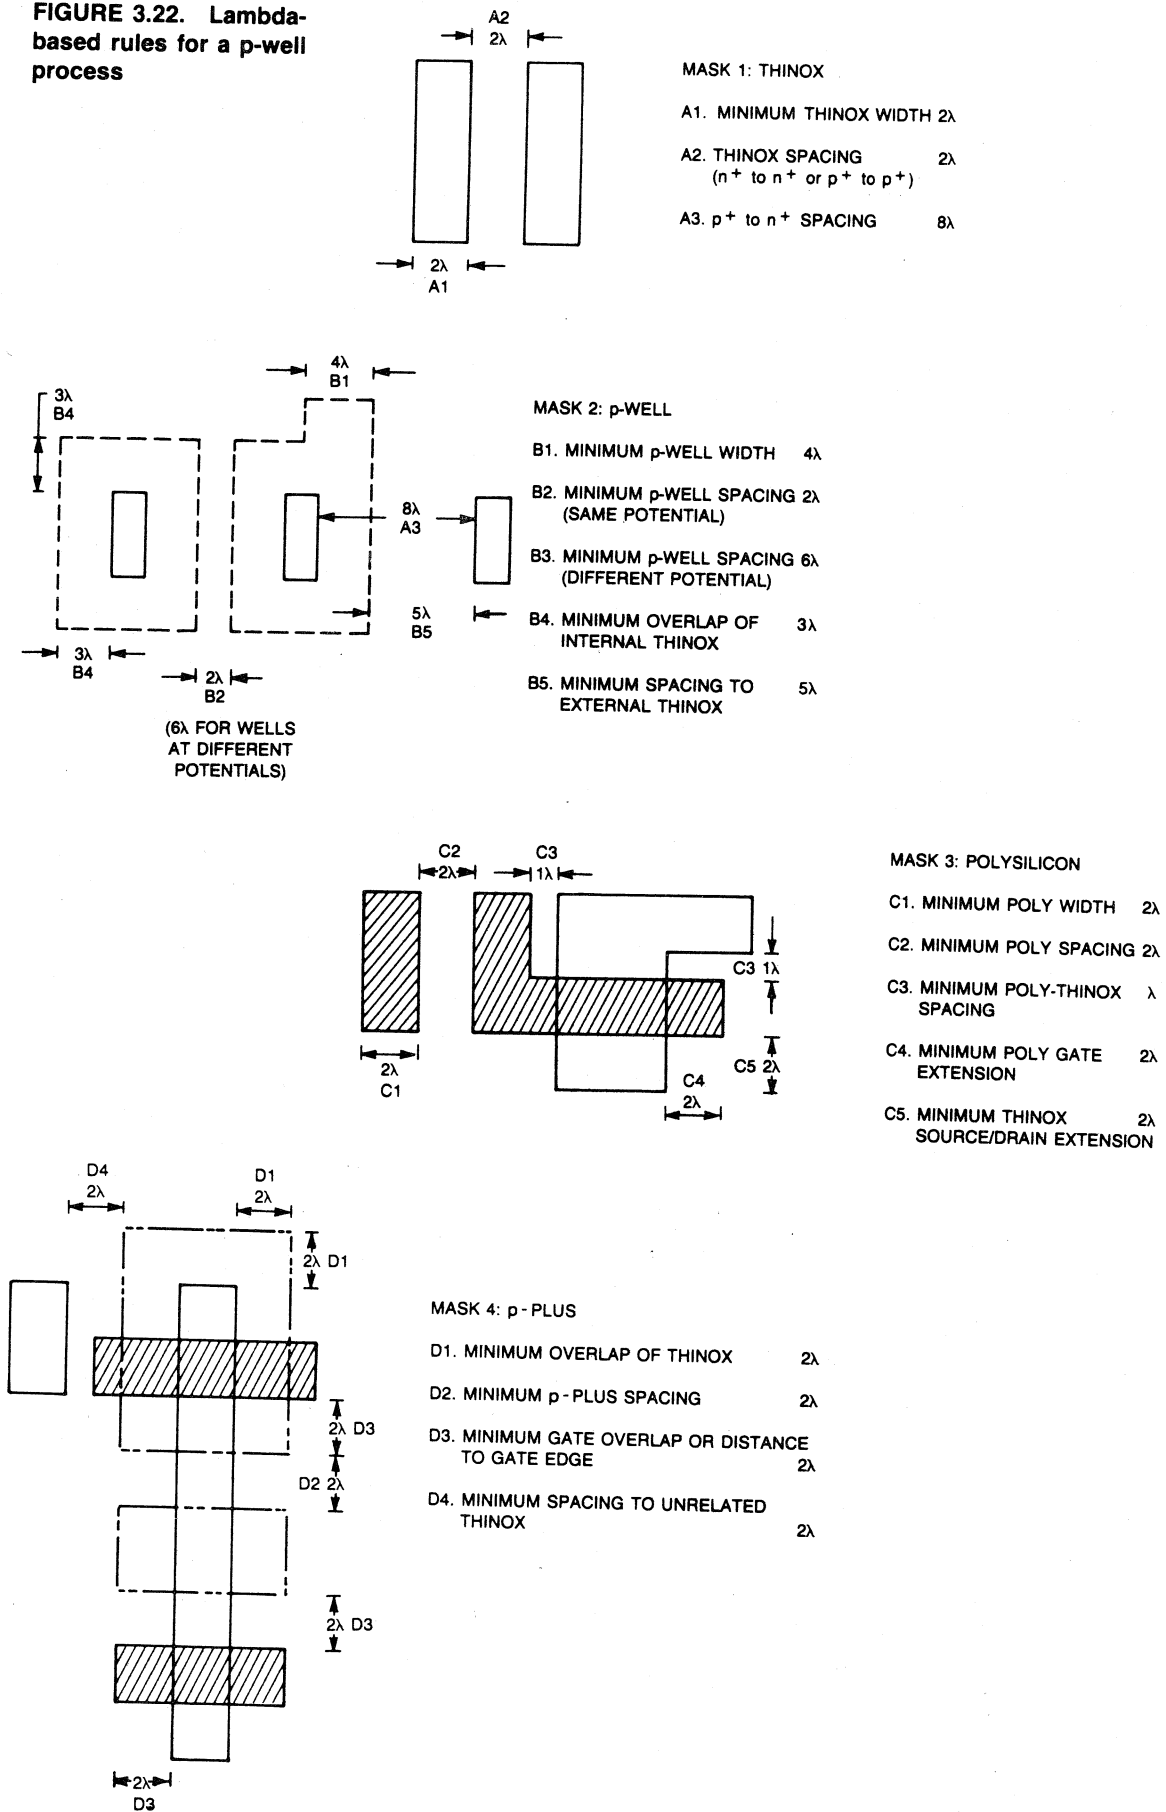 FIGURE 3.22. Lambda-
based rules for a p-well
process
A2
2λ
2λ
A1
MASK 1: THINOX
A1. MINIMUM THINOX WIDTH 2λ
A2. THINOX SPACING 2λ
(n+ to n+ or p+ to p+)
A3. p+ to n+ SPACING 8λ
4λ
B1
3λ
B4
8λ
A3
5λ
B5
3λ
B4
2λ
B2
(6λ FOR WELLS
AT DIFFERENT
POTENTIALS)
MASK 2: p-WELL
B1. MINIMUM p-WELL WIDTH 4λ
B2. MINIMUM p-WELL SPACING 2λ
(SAME POTENTIAL)
B3. MINIMUM p-WELL SPACING 6λ
(DIFFERENT POTENTIAL)
B4. MINIMUM OVERLAP OF 3λ
INTERNAL THINOX
B5. MINIMUM SPACING TO 5λ
EXTERNAL THINOX
C2
2λ
C3
1λ
C3 1λ
C5 2λ
2λ
C1
C4
2λ
MASK 3: POLYSILICON
C1. MINIMUM POLY WIDTH 2λ
C2. MINIMUM POLY SPACING 2λ
C3. MINIMUM POLY-THINOX λ
SPACING
C4. MINIMUM POLY GATE 2λ
EXTENSION
C5. MINIMUM THINOX 2λ
SOURCE/DRAIN EXTENSION
D4
2λ
D1
2λ
2λ D1
2λ D3
D2 2λ
2λ D3
2λ
D3
MASK 4: p-PLUS
D1. MINIMUM OVERLAP OF THINOX 2λ
D2. MINIMUM p-PLUS SPACING 2λ
D3. MINIMUM GATE OVERLAP OR DISTANCE
TO GATE EDGE 2λ
D4. MINIMUM SPACING TO UNRELATED
THINOX 2λ